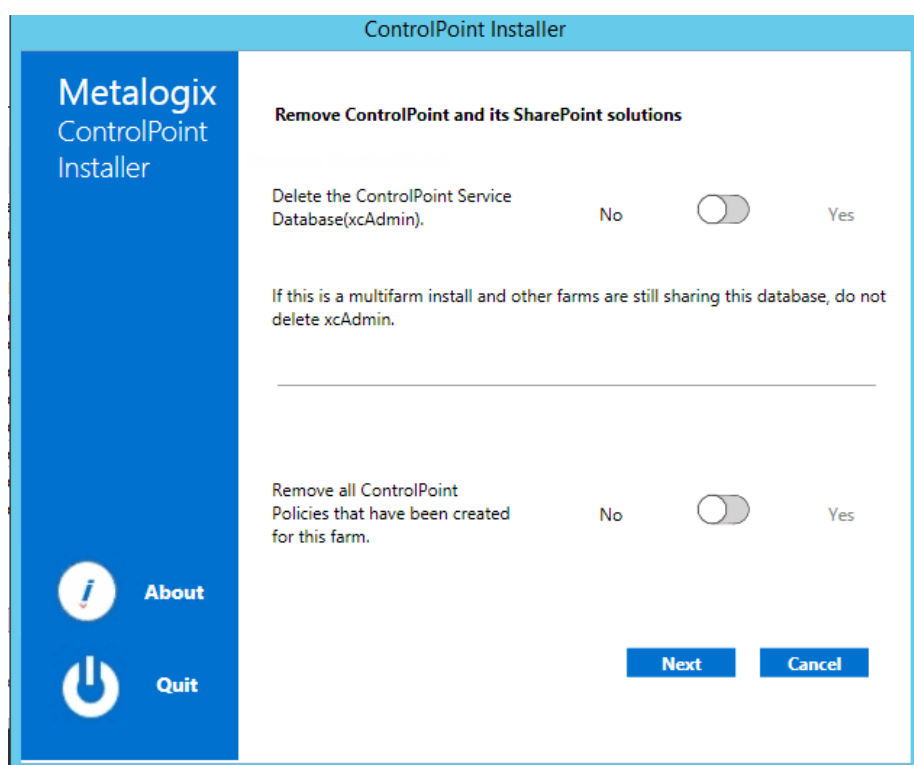 ControlPoint Installer
Metalogix
ControlPoint
Installer
Remove ControlPoint and its SharePoint solutions
Delete the ControlPoint Service
Database(xcAdmin).
No
Yes
If this is a multifarm install and other farms are still sharing this database, do not
delete xcAdmin.
Remove all ControlPoint
Policies that have been created
for this farm.
No
Yes
About
Next
Cancel
Quit